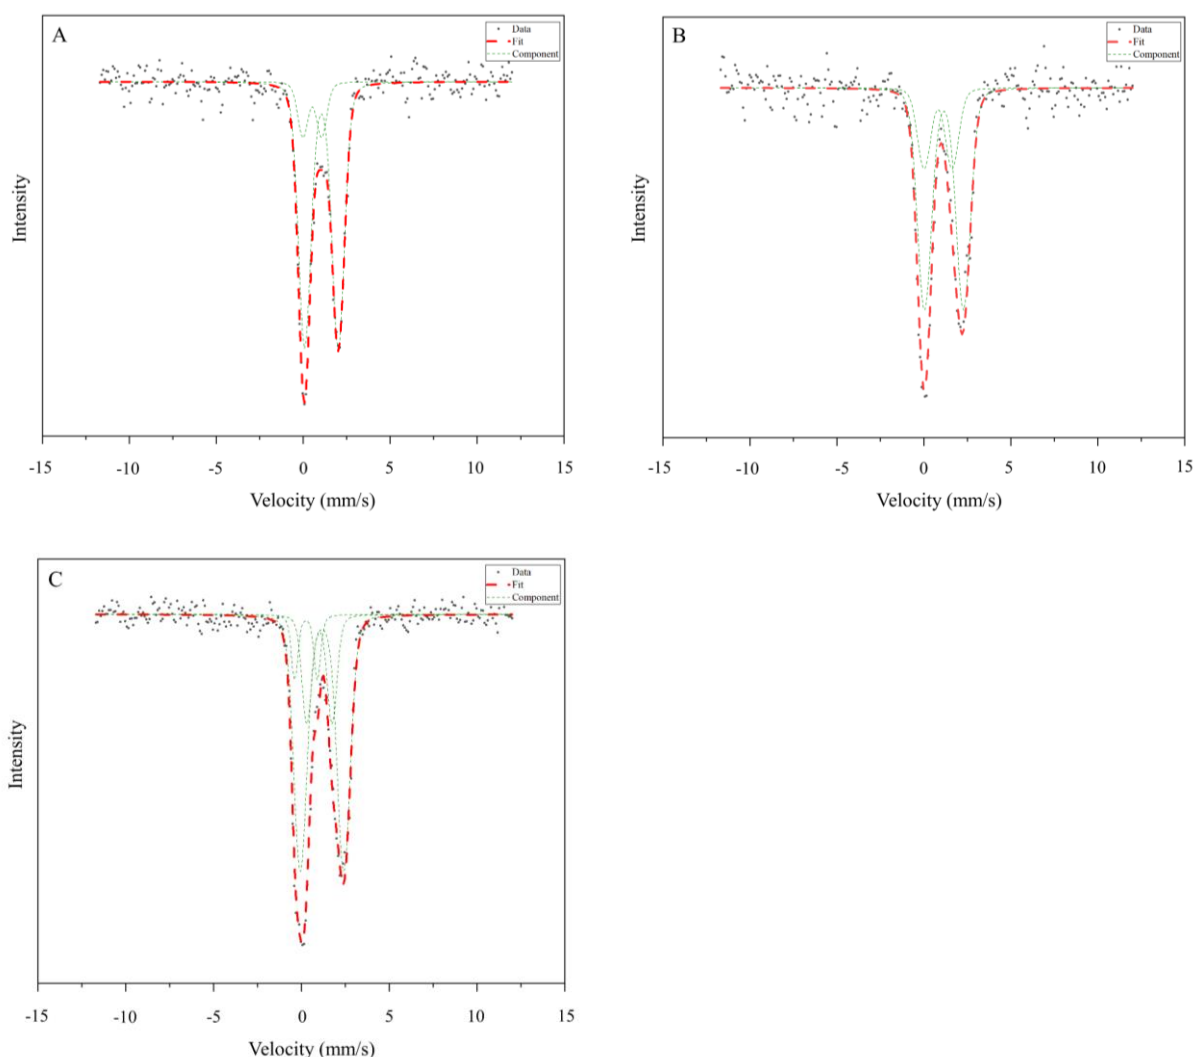 A
Data
Fit
Component
Intensity
-15
-10
-5
0
5
10
15
Velocity (mm/s)
B
Data
Fit
Component
Intensity
-15
-10
-5
0
5
10
15
Velocity (mm/s)
C
Data
Fit
Component
Intensity
-15
-10
-5
0
5
10
15
Velocity (mm/s)